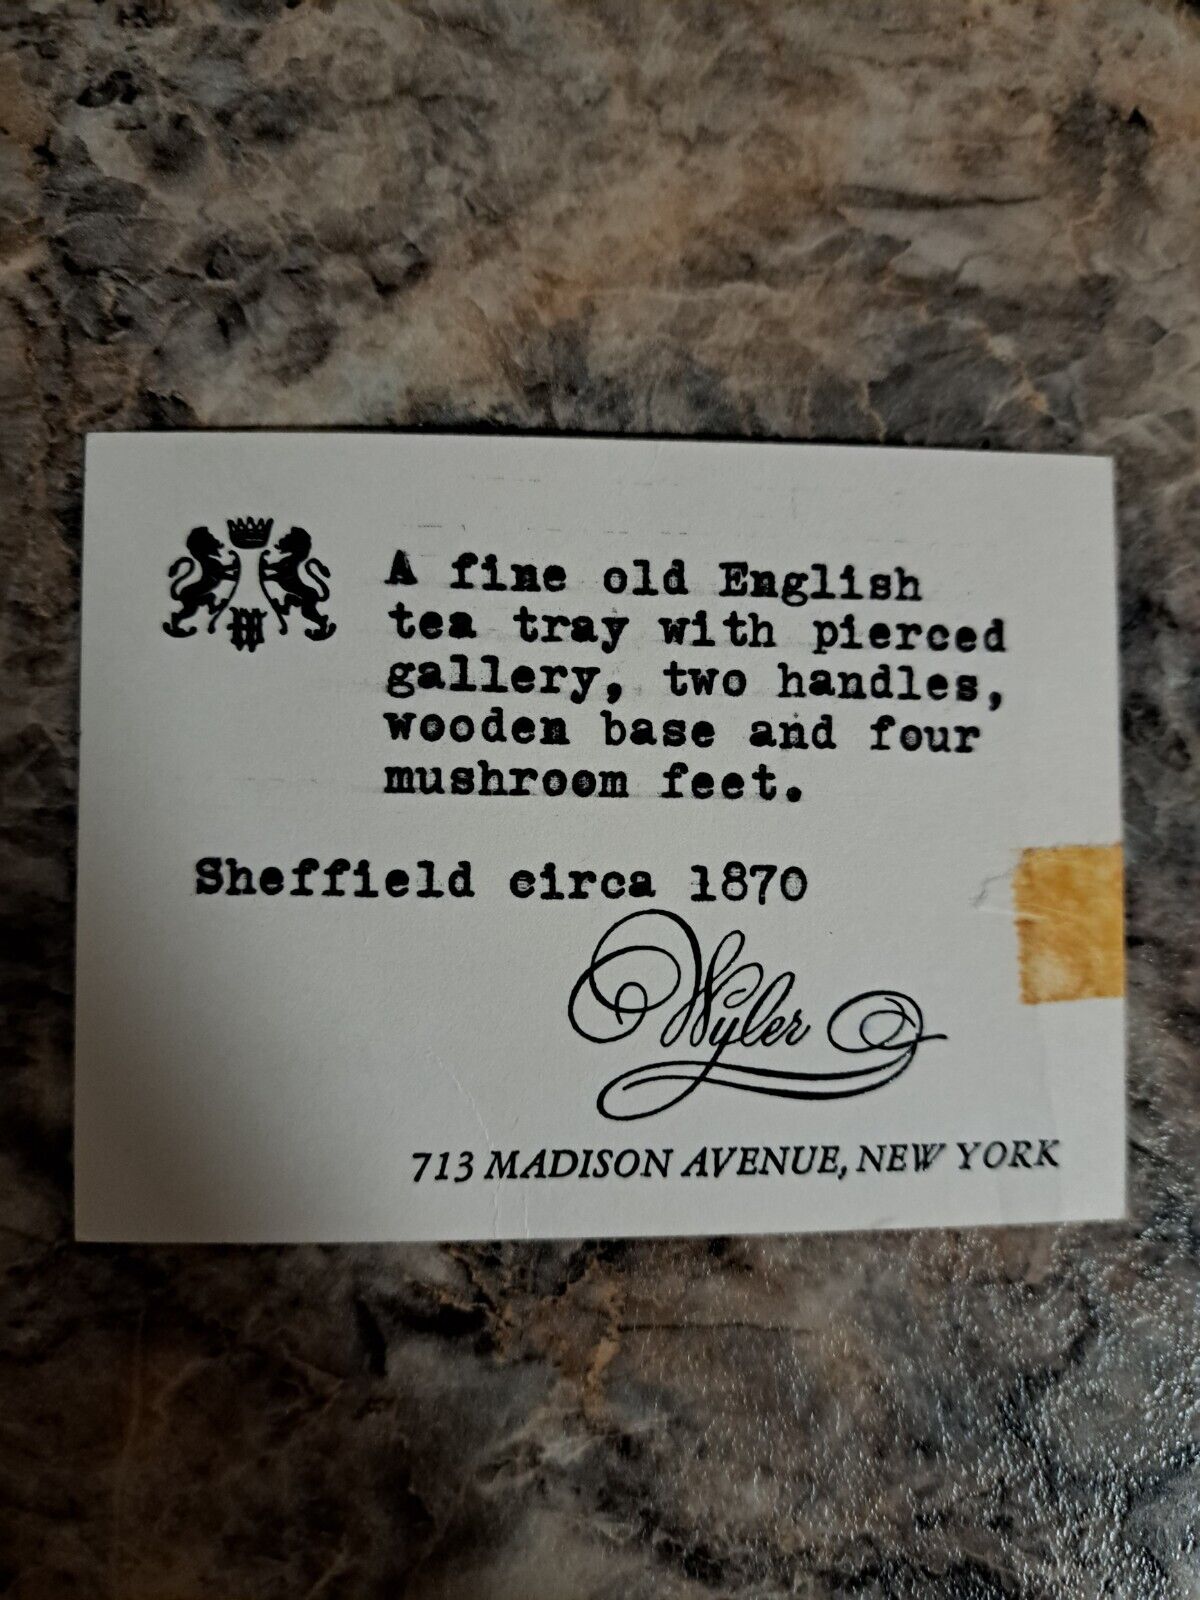 A fine old English
tea tray with pierced
gallery, two handles,
wooden base and four
mushroom feet.
Sheffield circa 1870
Wyler
713 MADISON AVENUE, NEW YORK